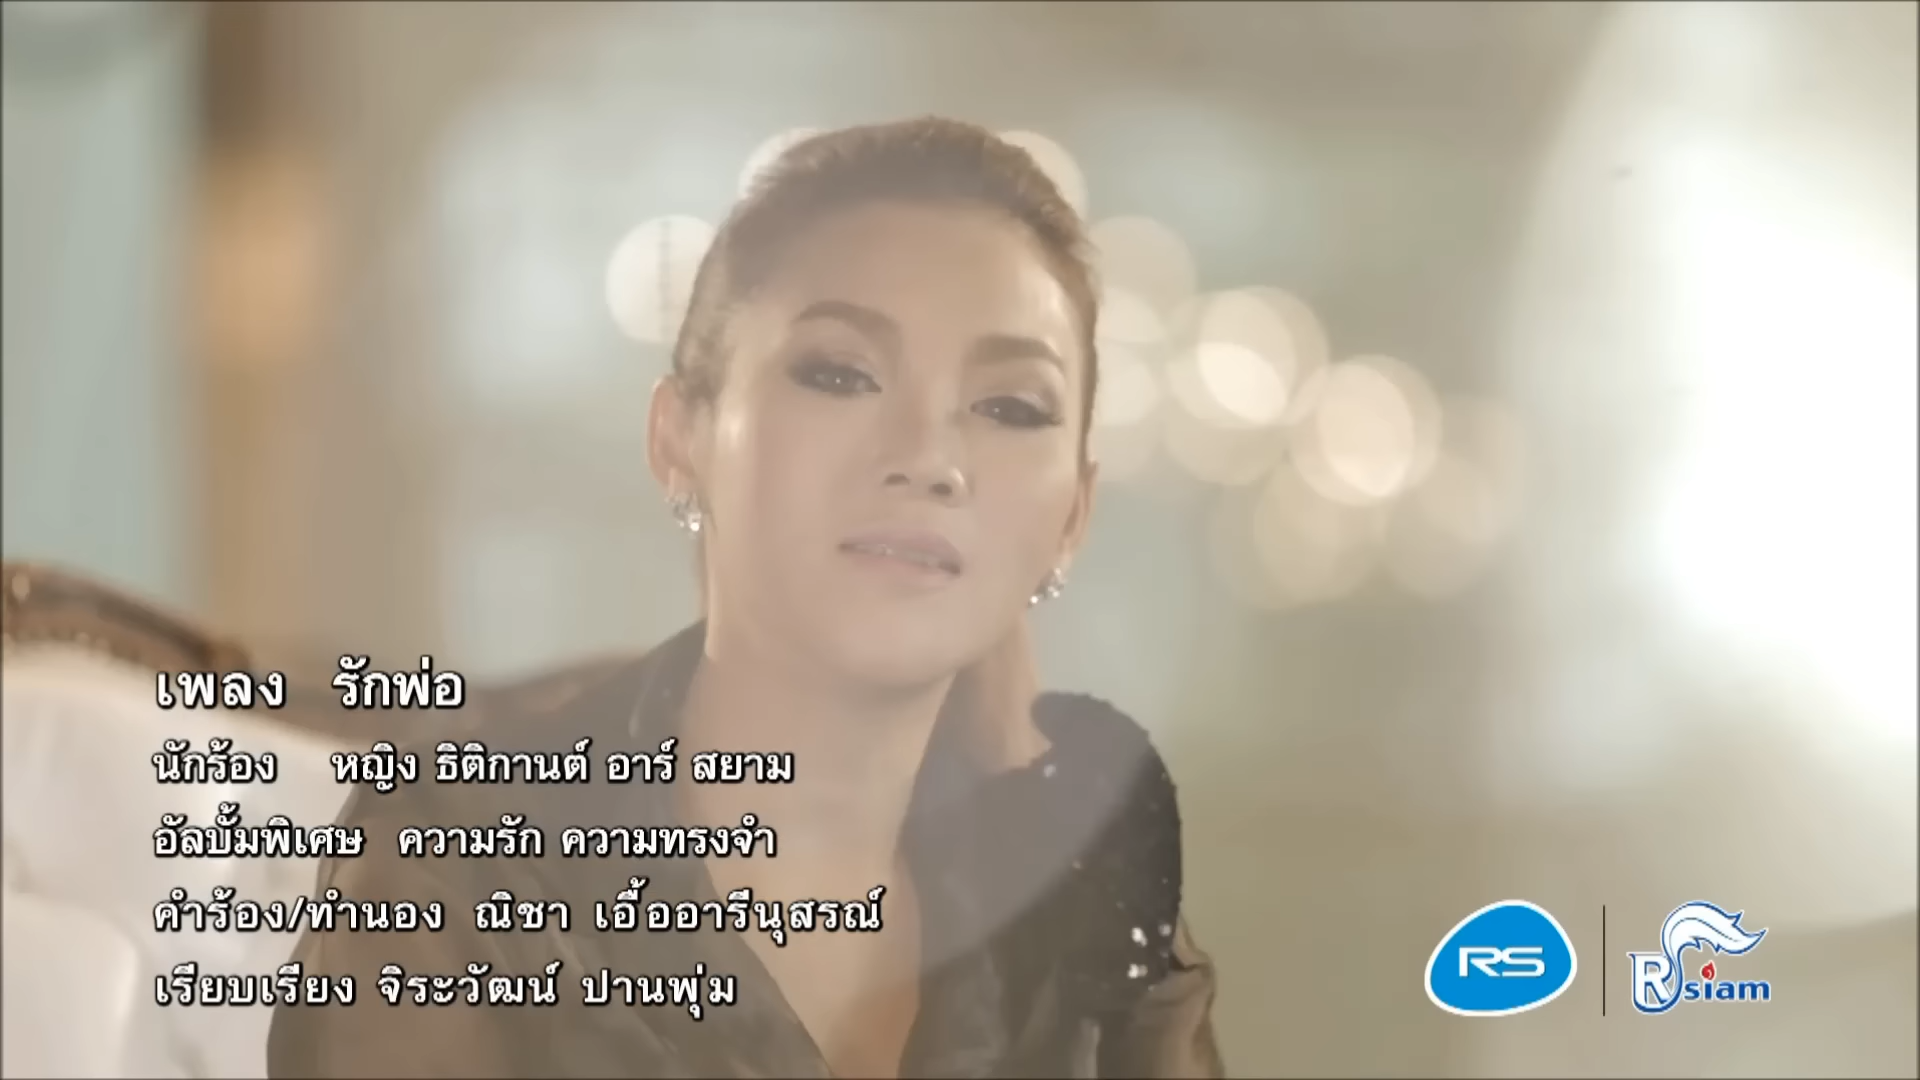 เพลง รักพ่อ
นักร้อง หญิง ธิติกานต์ อาร์ สยาม
อัลบั้มพิเศษ ความรัก ความทรงจำ
คำร้อง/ทำนอง ณิชา เอื้ออารีนุสรณ์
เรียบเรียง จิระวัฒน์ ปานพุ่ม
RS
Rsiam